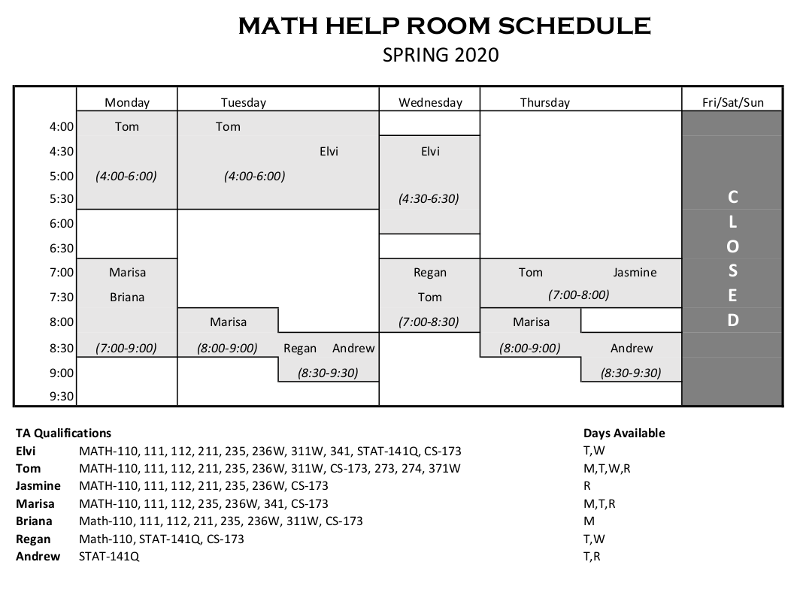 MATH HELP ROOM SCHEDULE
SPRING 2020
Monday Tuesday Wednesday Thursday Fri/Sat/Sun
4:00 Tom Tom
4:30 Elvi Elvi
5:00 (4:00-6:00) (4:00-6:00)
5:30 (4:30-6:30) C
6:00 L
6:30 O
7:00 Marisa Regan Tom Jasmine S
7:30 Briana Tom (7:00-8:00) E
8:00 Marisa (7:00-8:30) Marisa D
8:30 (7:00-9:00) (8:00-9:00) Regan Andrew (8:00-9:00) Andrew
9:00 (8:30-9:30) (8:30-9:30)
9:30
TA Qualifications Days Available
Elvi MATH-110, 111, 112, 211, 235, 236W, 311W, 341, STAT-141Q, CS-173 T,W
Tom MATH-110, 111, 112, 211, 235, 236W, 311W, CS-173, 273, 274, 371W M,T,W,R
Jasmine MATH-110, 111, 112, 211, 235, 236W, CS-173 R
Marisa MATH-110, 111, 112, 235, 236W, 341, CS-173 M,T,R
Briana Math-110, 111, 112, 211, 235, 236W, 311W, CS-173 M
Regan Math-110, STAT-141Q, CS-173 T,W
Andrew STAT-141Q T,R